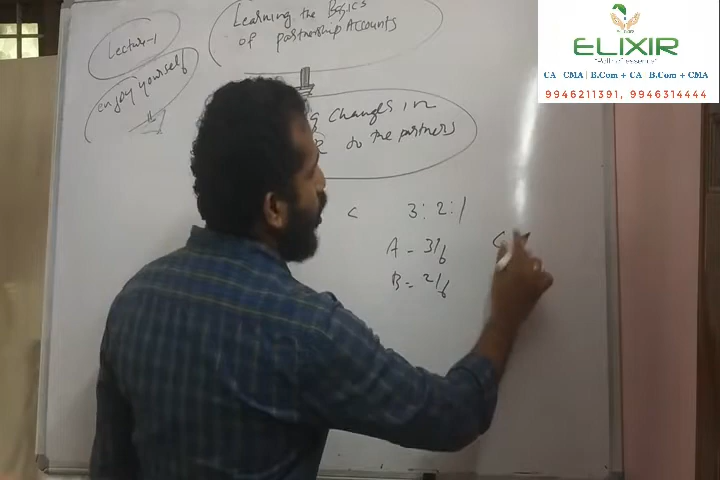 Lecture-1
enjoy yourself
Learning the Basics
of partnership Accounts
Changes in
to the partners
C 3:2:1
A = 3/6
B = 2/6
C
ELIXIR
CA | CMA | B.Com + CA | B.Com + CMA
9946211391, 9946314444